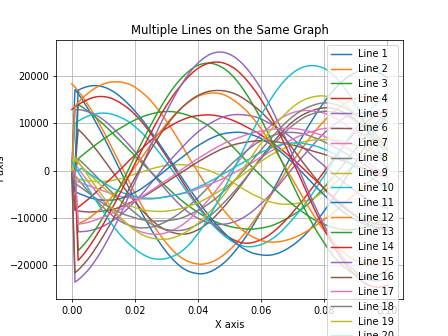 Multiple Lines on the Same Graph
20000
10000
0
−10000
−20000
0.00
0.02
0.04
0.06
X axis
Line 1
Line 2
Line 3
Line 4
Line 5
Line 6
Line 7
Line 8
Line 9
Line 10
Line 11
Line 12
Line 13
Line 14
Line 15
Line 16
Line 17
Line 18
Line 19
Line 20